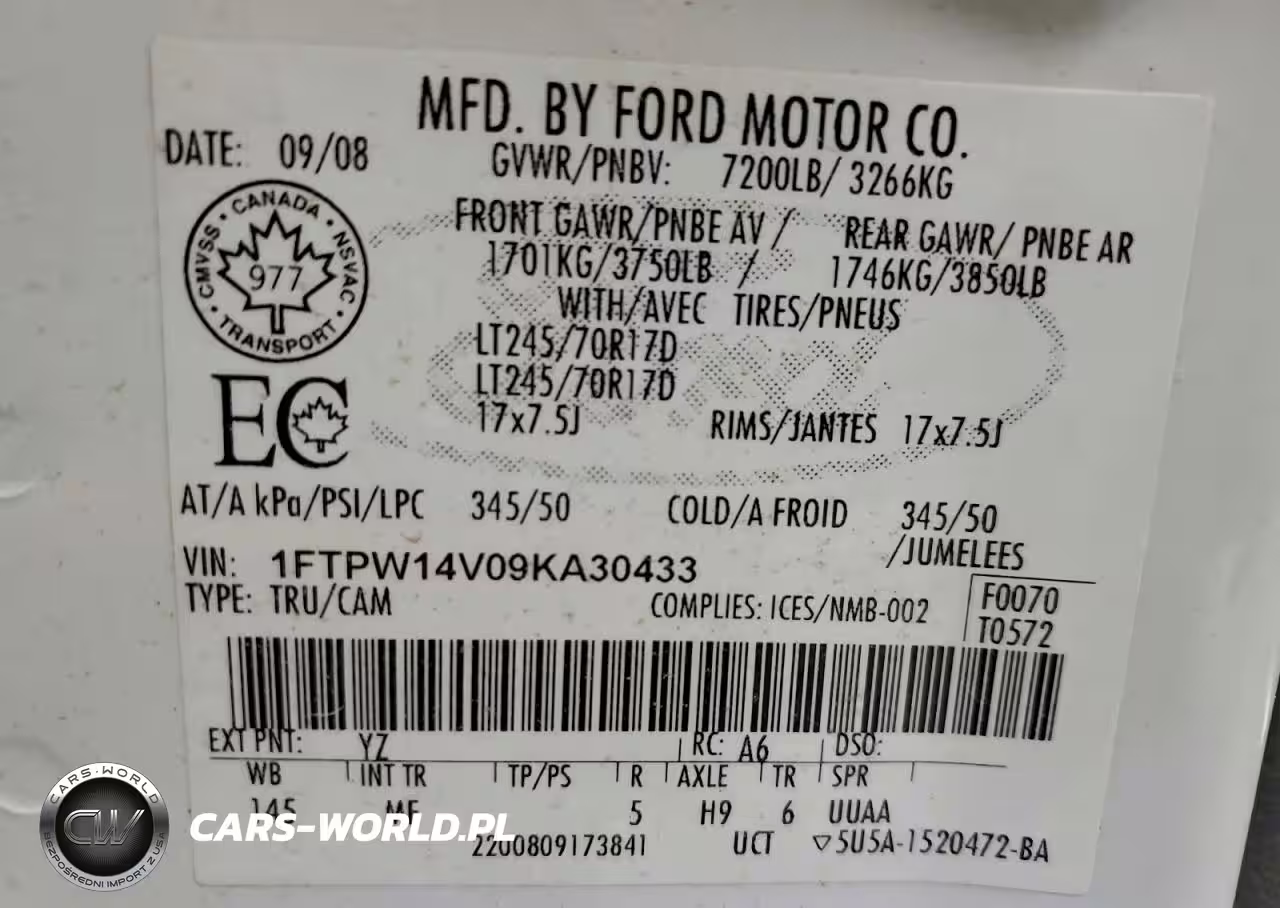 MFD. BY FORD MOTOR CO.
DATE: 09/08
GVWR/PNBV: 7200LB/ 3266KG
CANADA
CMVSS
NSVAC
977
TRANSPORT
FRONT GAWR/PNBE AV / REAR GAWR/ PNBE AR
1701KG/3750LB / 1746KG/3850LB
WITH/AVEC TIRES/PNEUS
LT245/70R17D
LT245/70R17D
17x7.5J RIMS/JANTES 17x7.5J
EC
AT/A kPa/PSI/LPC 345/50 COLD/A FROID 345/50
/JUMELEES
VIN: 1FTPW14V09KA30433
TYPE: TRU/CAM COMPLIES: ICES/NMB-002
F0070
T0572
EXT PNT: YZ RC: A6 DSO:
WB INT TR TP/PS R AXLE TR SPR
145 ME 5 H9 6 UUAA
2200809173841 UCT ▽5U5A-1520472-BA
CARS-WORLD
CW
BEZPOŚREDNI IMPORT Z USA
CARS-WORLD.PL